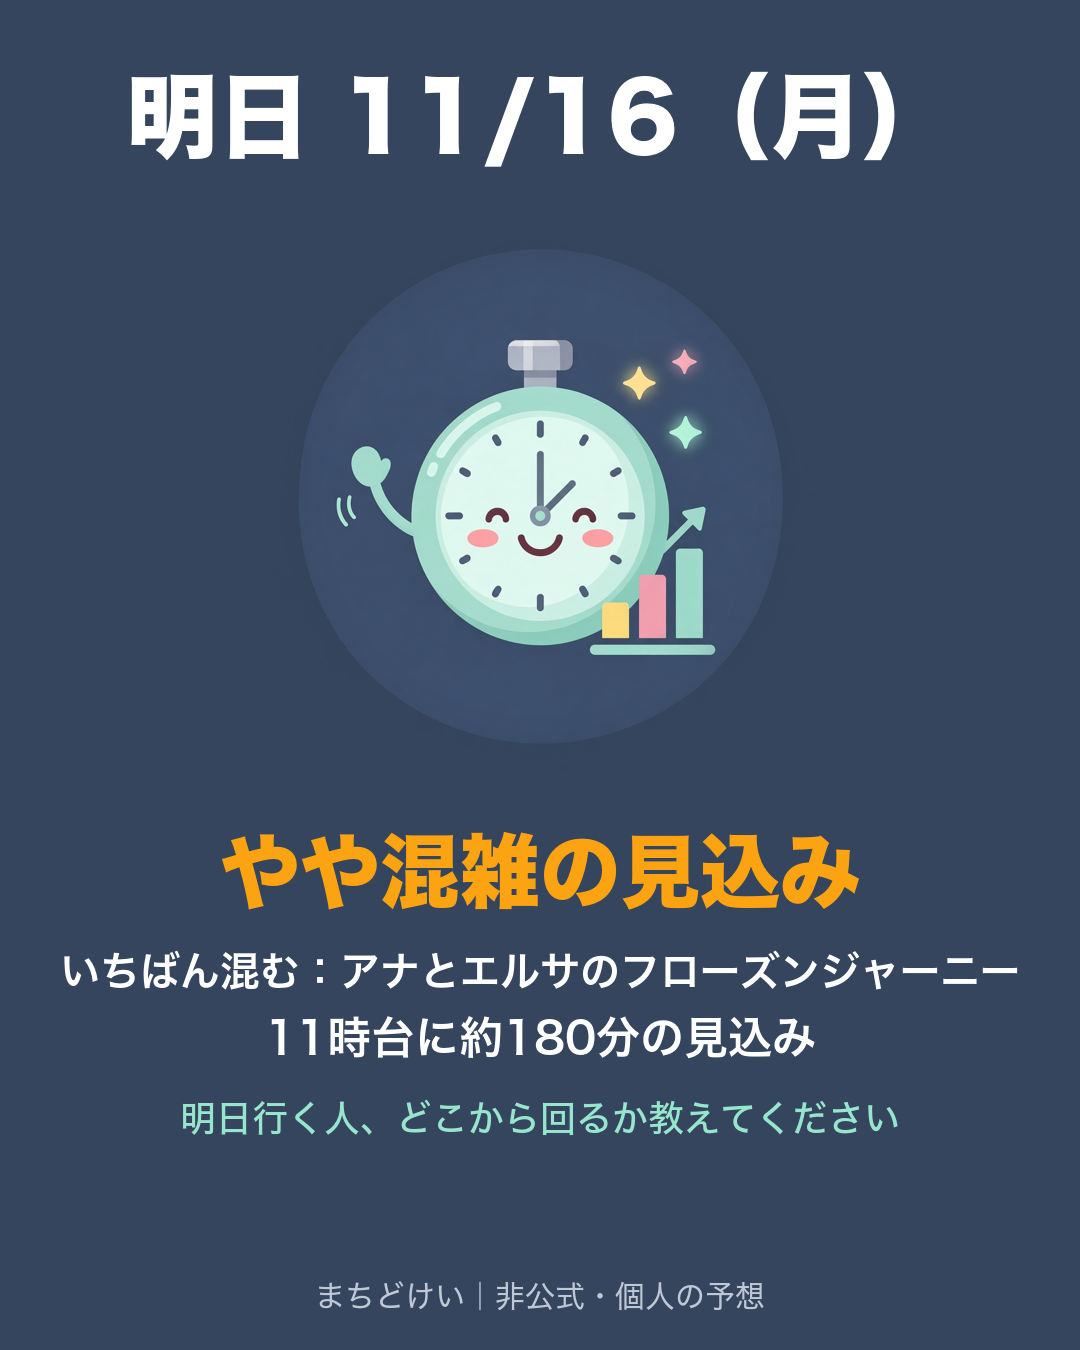 明日 11/16（月）
やや混雑の見込み
いちばん混む：アナとエルサのフローズンジャーニー
11時台に約180分の見込み
明日行く人、どこから回るか教えてください
まちどけい｜非公式・個人の予想